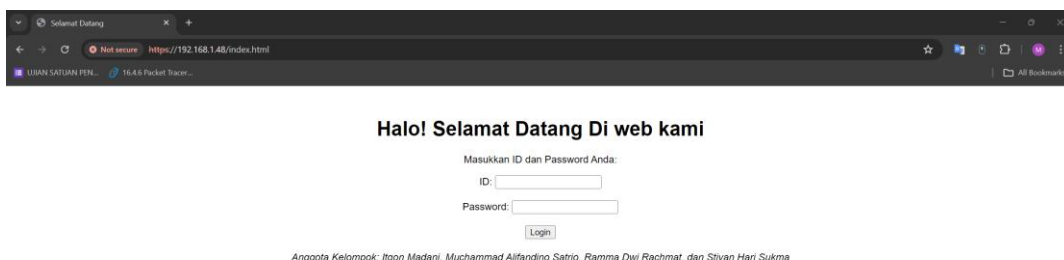 Selamat Datang
Not secure https://192.168.1.48/index.html
M
UJIAN SATUAN PEN... 16.4.6 Packet Tracer... All Bookmarks
Halo! Selamat Datang Di web kami
Masukkan ID dan Password Anda:
ID:
Password:
Login
Anggota Kelompok: Itqon Madani, Muchammad Alifandino Satrio, Ramma Dwi Rachmat, dan Stivan Hari Sukma